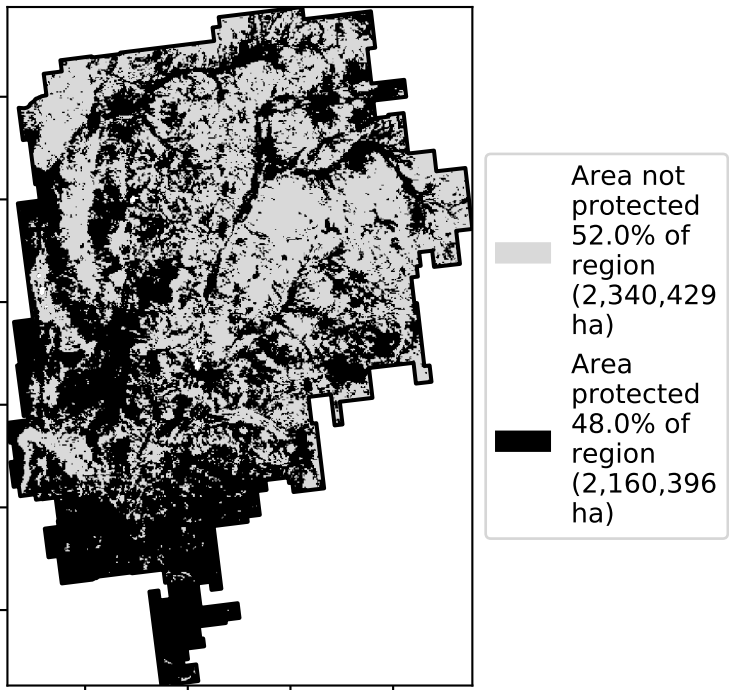 Area not
protected
52.0% of
region
(2,340,429
ha)
Area
protected
48.0% of
region
(2,160,396
ha)